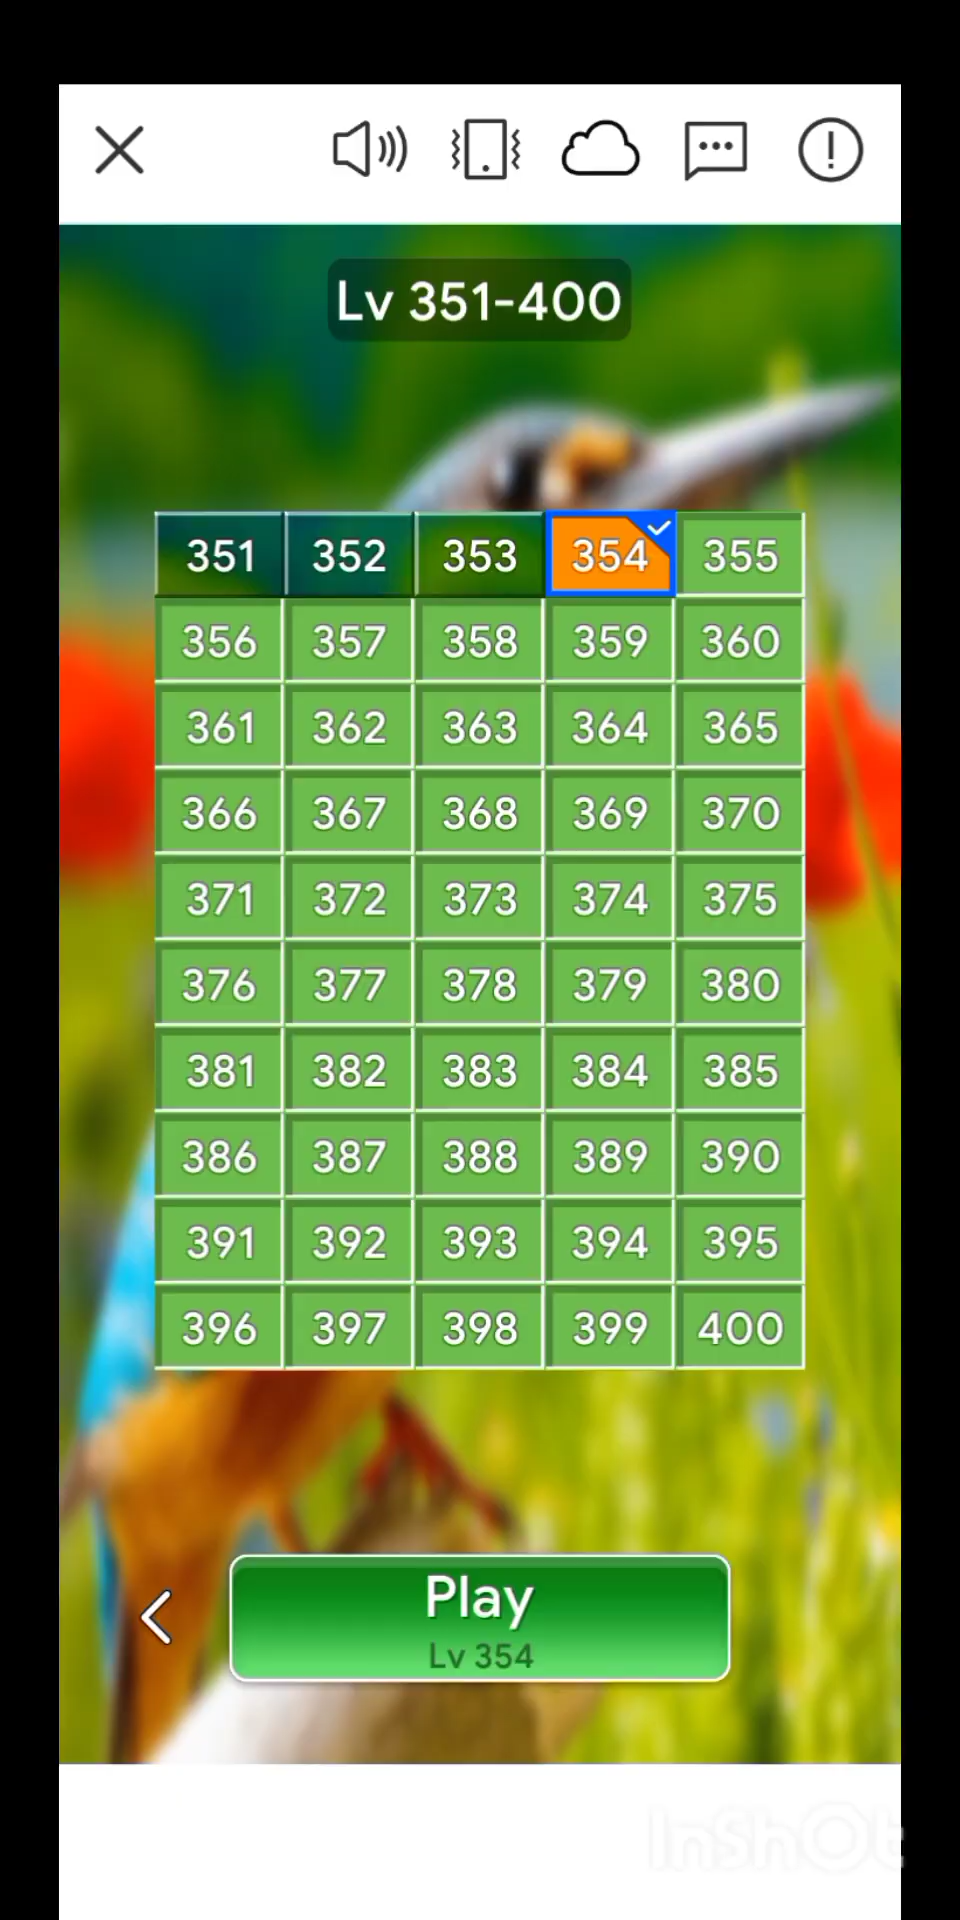 Lv 351-400
351 352 353 354 355
356 357 358 359 360
361 362 363 364 365
366 367 368 369 370
371 372 373 374 375
376 377 378 379 380
381 382 383 384 385
386 387 388 389 390
391 392 393 394 395
396 397 398 399 400
Play
Lv 354
InShOt